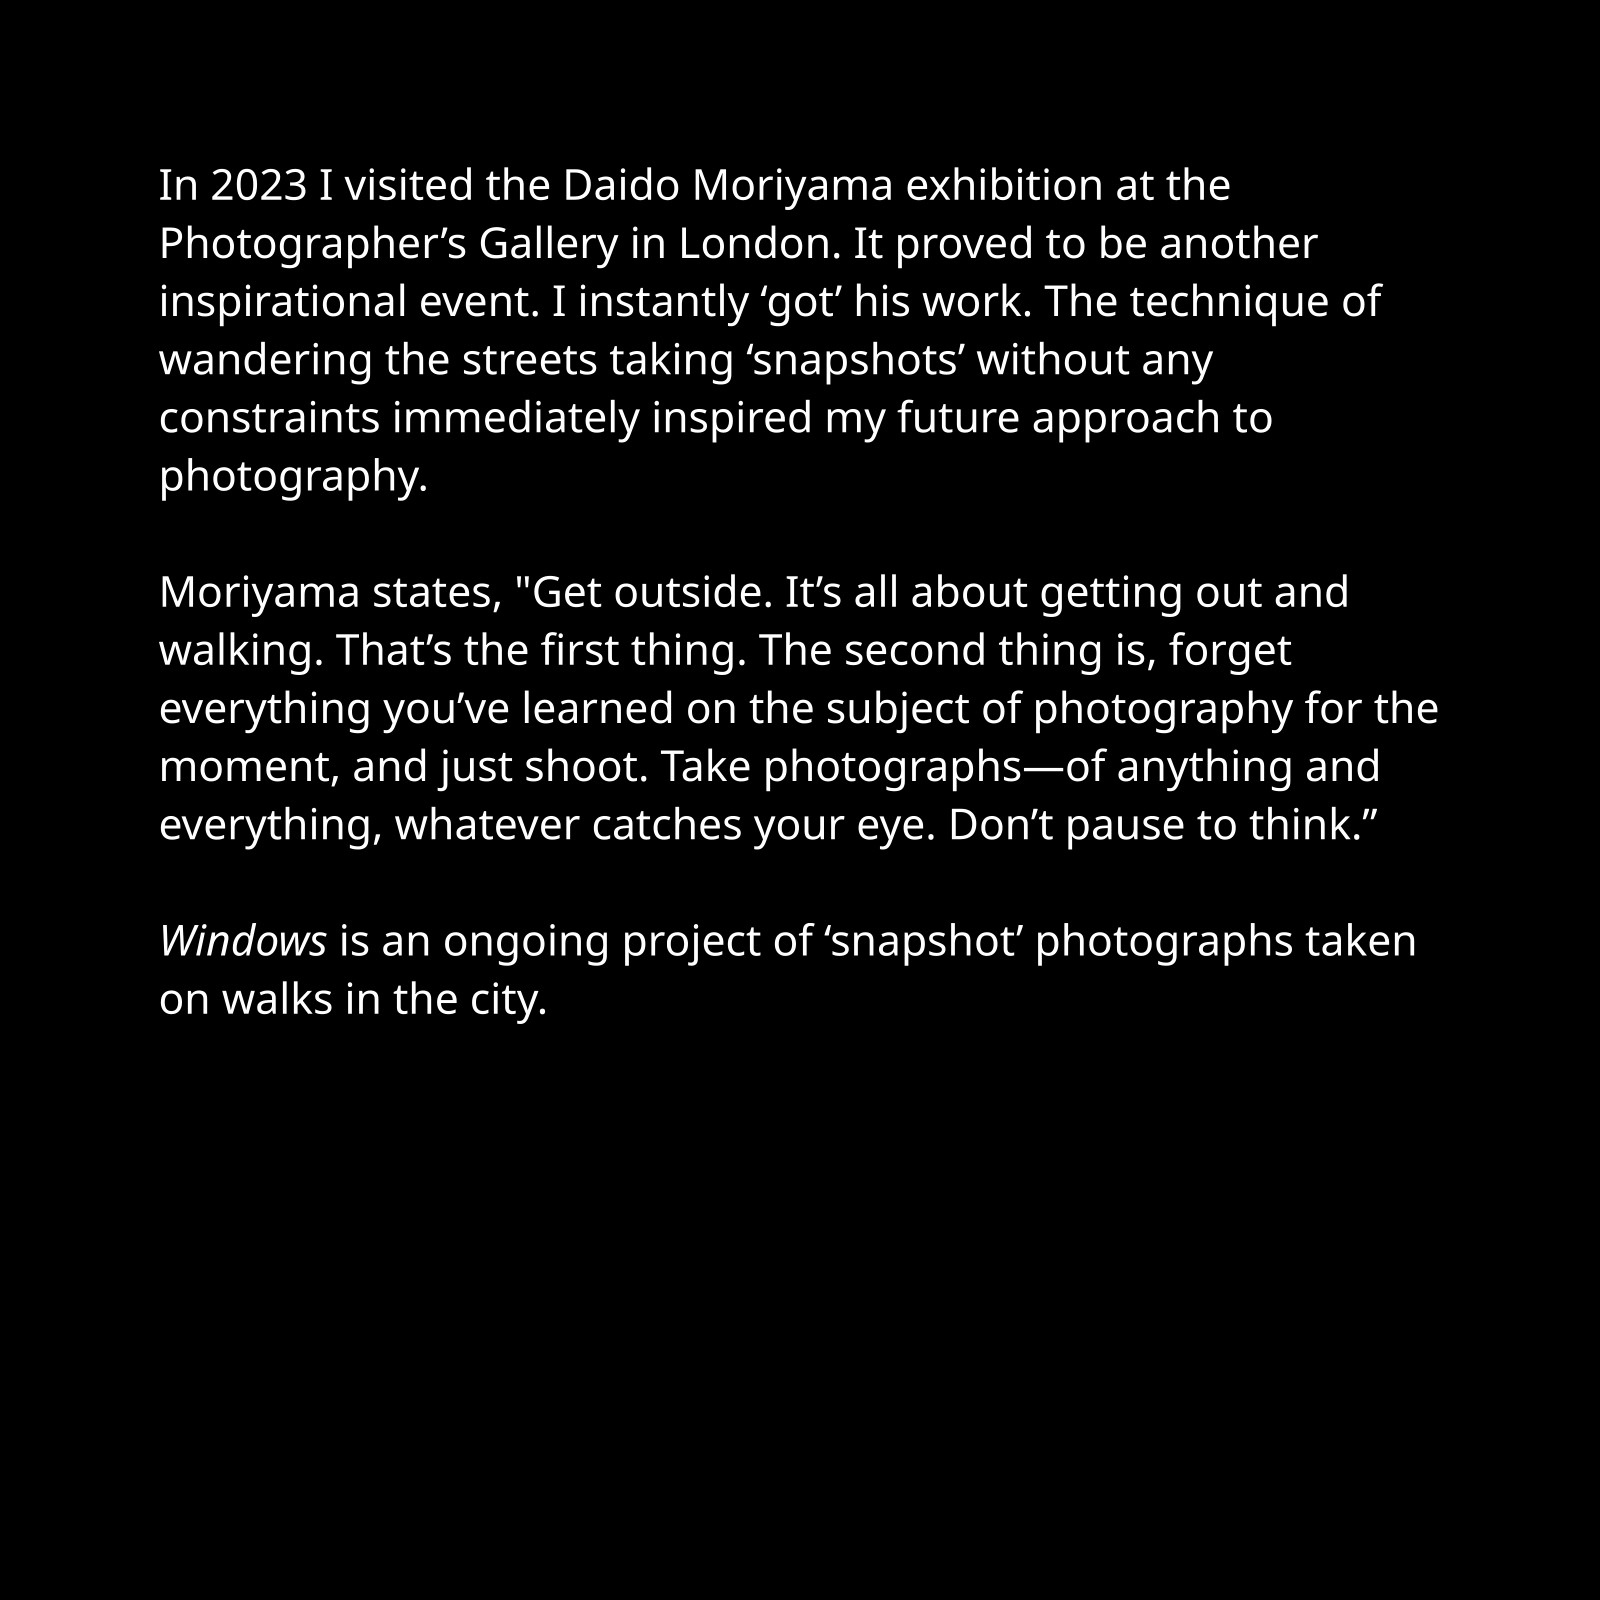 In 2023 I visited the Daido Moriyama exhibition at the
Photographer’s Gallery in London. It proved to be another
inspirational event. I instantly ‘got’ his work. The technique of
wandering the streets taking ‘snapshots’ without any
constraints immediately inspired my future approach to
photography.
Moriyama states, "Get outside. It’s all about getting out and
walking. That’s the first thing. The second thing is, forget
everything you’ve learned on the subject of photography for the
moment, and just shoot. Take photographs—of anything and
everything, whatever catches your eye. Don’t pause to think.”
Windows is an ongoing project of ‘snapshot’ photographs taken
on walks in the city.